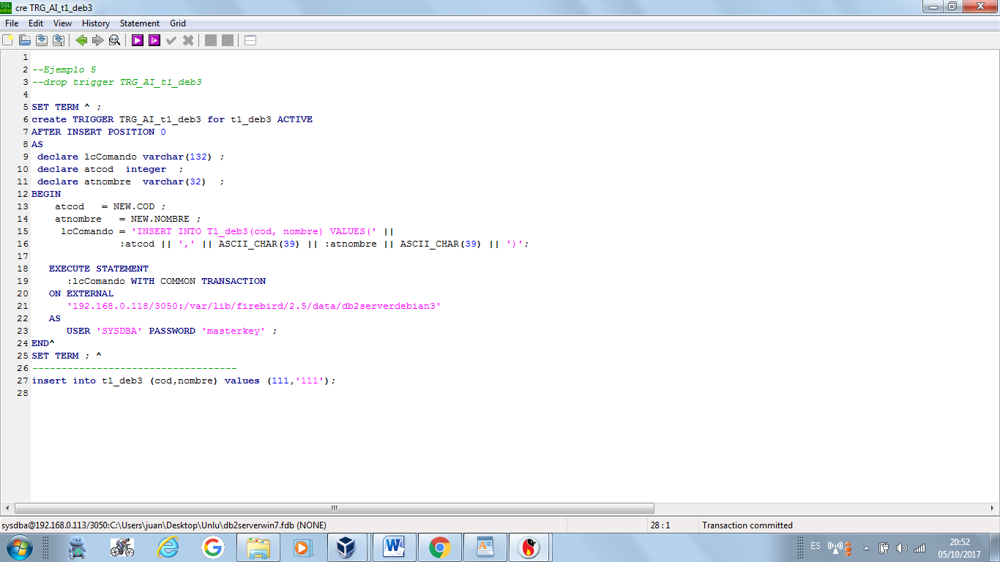 SQL editor cre TRG_AI_t1_deb3
File Edit View History Statement Grid
1
2 --Ejemplo 5
3 --drop trigger TRG_AI_t1_deb3
4
5 SET TERM ^ ;
6 create TRIGGER TRG_AI_t1_deb3 for t1_deb3 ACTIVE
7 AFTER INSERT POSITION 0
8 AS
9 declare lcComando varchar(132) ;
10 declare atcod integer ;
11 declare atnombre varchar(32) ;
12 BEGIN
13 atcod = NEW.COD ;
14 atnombre = NEW.NOMBRE ;
15 lcComando = 'INSERT INTO T1_deb3(cod, nombre) VALUES(' ||
16 :atcod || ',' || ASCII_CHAR(39) || :atnombre || ASCII_CHAR(39) || ')';
17
18 EXECUTE STATEMENT
19 :lcComando WITH COMMON TRANSACTION
20 ON EXTERNAL
21 '192.168.0.118/3050:/var/lib/firebird/2.5/data/db2serverdebian3'
22 AS
23 USER 'SYSDBA' PASSWORD 'masterkey' ;
24 END^
25 SET TERM ; ^
26 -----------------------------------
27 insert into t1_deb3 (cod,nombre) values (111,'111');
28
sysdba@192.168.0.113/3050:C:\Users\juan\Desktop\Unlu\db2serverwin7.fdb (NONE) 28 : 1 Transaction committed
ES 20:52
05/10/2017